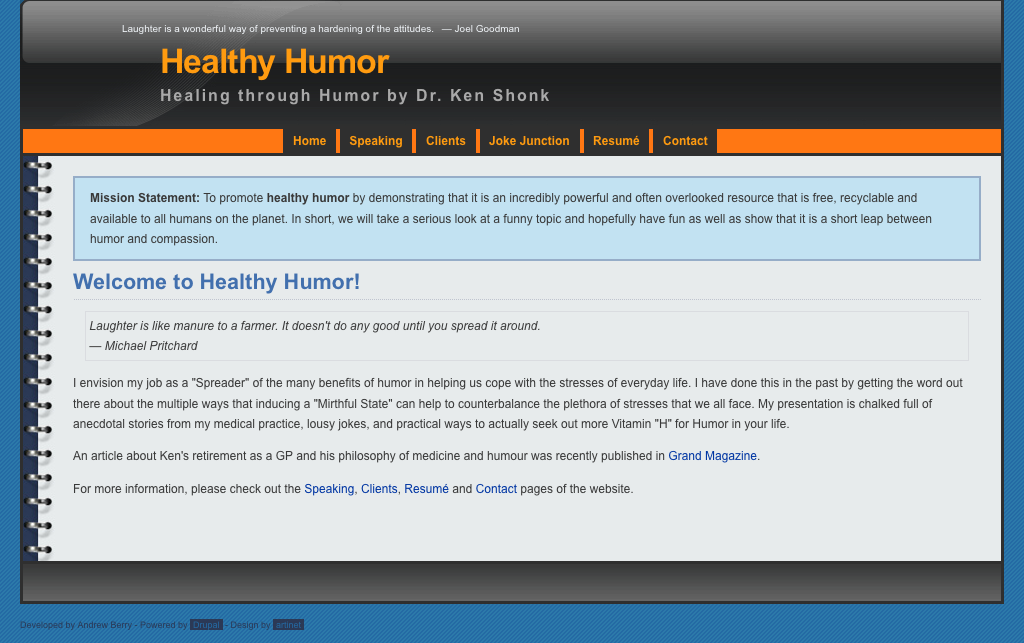 Laughter is a wonderful way of preventing a hardening of the attitudes. — Joel Goodman
Healthy Humor
Healing through Humor by Dr. Ken Shonk
Home Speaking Clients Joke Junction Resumé Contact
Mission Statement: To promote healthy humor by demonstrating that it is an incredibly powerful and often overlooked resource that is free, recyclable and
available to all humans on the planet. In short, we will take a serious look at a funny topic and hopefully have fun as well as show that it is a short leap between
humor and compassion.
Welcome to Healthy Humor!
Laughter is like manure to a farmer. It doesn't do any good until you spread it around.
— Michael Pritchard
I envision my job as a "Spreader" of the many benefits of humor in helping us cope with the stresses of everyday life. I have done this in the past by getting the word out
there about the multiple ways that inducing a "Mirthful State" can help to counterbalance the plethora of stresses that we all face. My presentation is chalked full of
anecdotal stories from my medical practice, lousy jokes, and practical ways to actually seek out more Vitamin "H" for Humor in your life.
An article about Ken's retirement as a GP and his philosophy of medicine and humour was recently published in Grand Magazine.
For more information, please check out the Speaking, Clients, Resumé and Contact pages of the website.
Developed by Andrew Berry - Powered by Drupal - Design by artinet